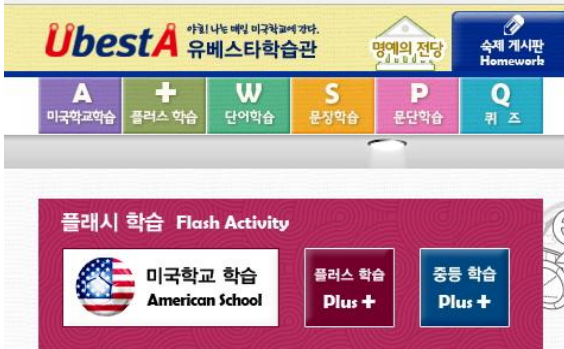 UbestA
야호! 나는 매일 미국학교에 간다.
유베스타학습관
명예의 전당
숙제 게시판
Homework
A
미국학교학습
+
플러스 학습
W
단어학습
S
문장학습
P
문단학습
Q
퀴 즈
플래시 학습 Flash Activity
미국학교 학습
American School
플러스 학습
Plus +
중등 학습
Plus +